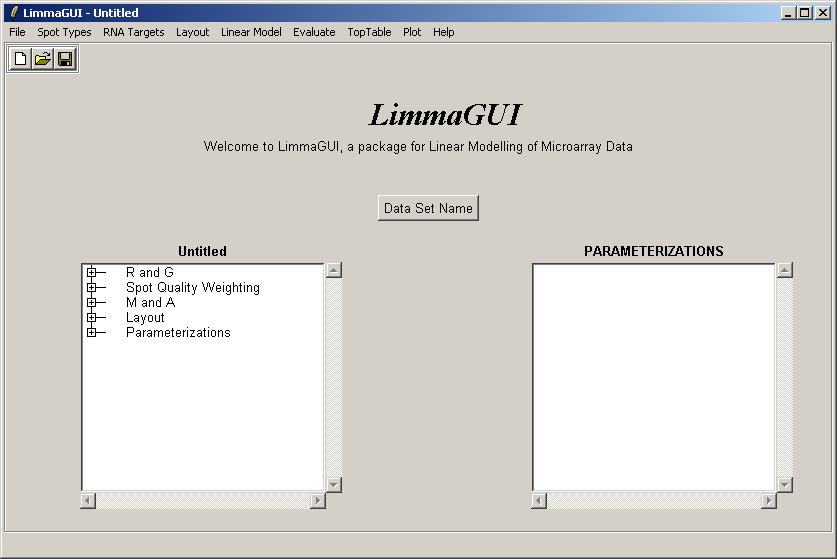 LimmaGUI - Untitled
File Spot Types RNA Targets Layout Linear Model Evaluate TopTable Plot Help
LimmaGUI
Welcome to LimmaGUI, a package for Linear Modelling of Microarray Data
Data Set Name
Untitled
R and G
Spot Quality Weighting
M and A
Layout
Parameterizations
PARAMETERIZATIONS